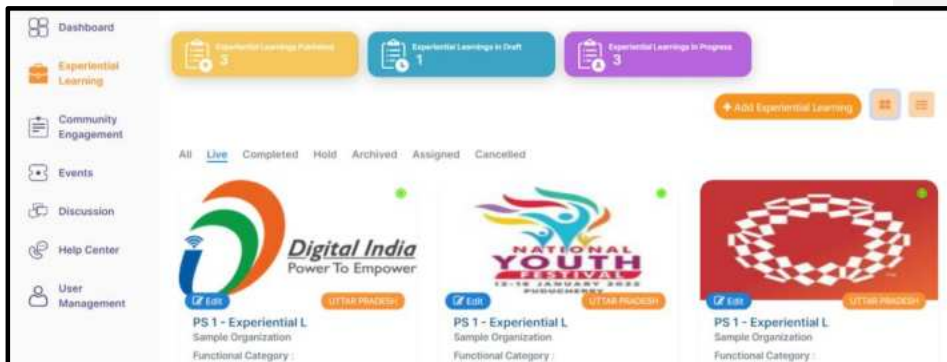 Dashboard
Experiential
Learning
Community
Engagement
Events
Discussion
Help Center
User
Management
Experiential Learnings Published
3
Experiential Learnings in Draft
1
Experiential Learnings In Progress
3
+ Add Experiential Learning
All Live Completed Hold Archived Assigned Cancelled
Digital India
Power To Empower
Edit
UTTAR PRADESH
PS 1 - Experiential L
Sample Organization
Functional Category :
NATIONAL
YOUTH
FESTIVAL
12-16 JANUARY 2022
PUDUCHERRY
Edit
UTTAR PRADESH
PS 1 - Experiential L
Sample Organization
Functional Category :
Edit
UTTAR PRADESH
PS 1 - Experiential L
Sample Organization
Functional Category :